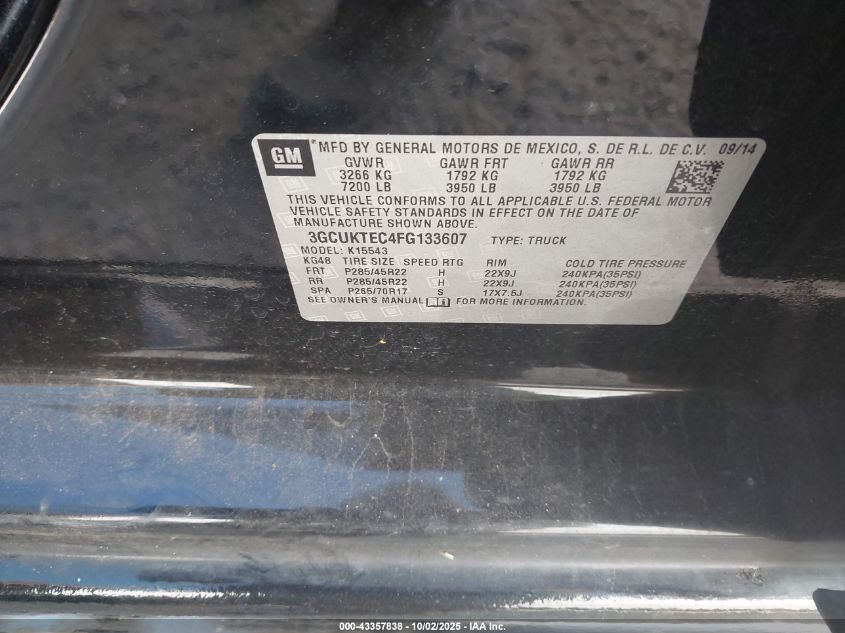 GM
*MFD BY GENERAL MOTORS DE MEXICO, S. DE R.L. DE C.V. 09/14
GVWR GAWR FRT GAWR RR
3266 KG 1792 KG 1792 KG
7200 LB 3950 LB 3950 LB
THIS VEHICLE CONFORMS TO ALL APPLICABLE U.S. FEDERAL MOTOR
VEHICLE SAFETY STANDARDS IN EFFECT ON THE DATE OF
MANUFACTURE SHOWN ABOVE.
3GCUKTEC4FG133607 TYPE: TRUCK
MODEL: K15543
KG48 TIRE SIZE SPEED RTG RIM COLD TIRE PRESSURE
FRT P285/45R22 H 22X9J 240KPA(35PSI)
RR P285/45R22 H 22X9J 240KPA(35PSI)
SPA P265/70R17 S 17X7.5J 240KPA(35PSI)
SEE OWNER'S MANUAL FOR MORE INFORMATION.
000-43357838 - 10/02/2025 - IAA Inc.